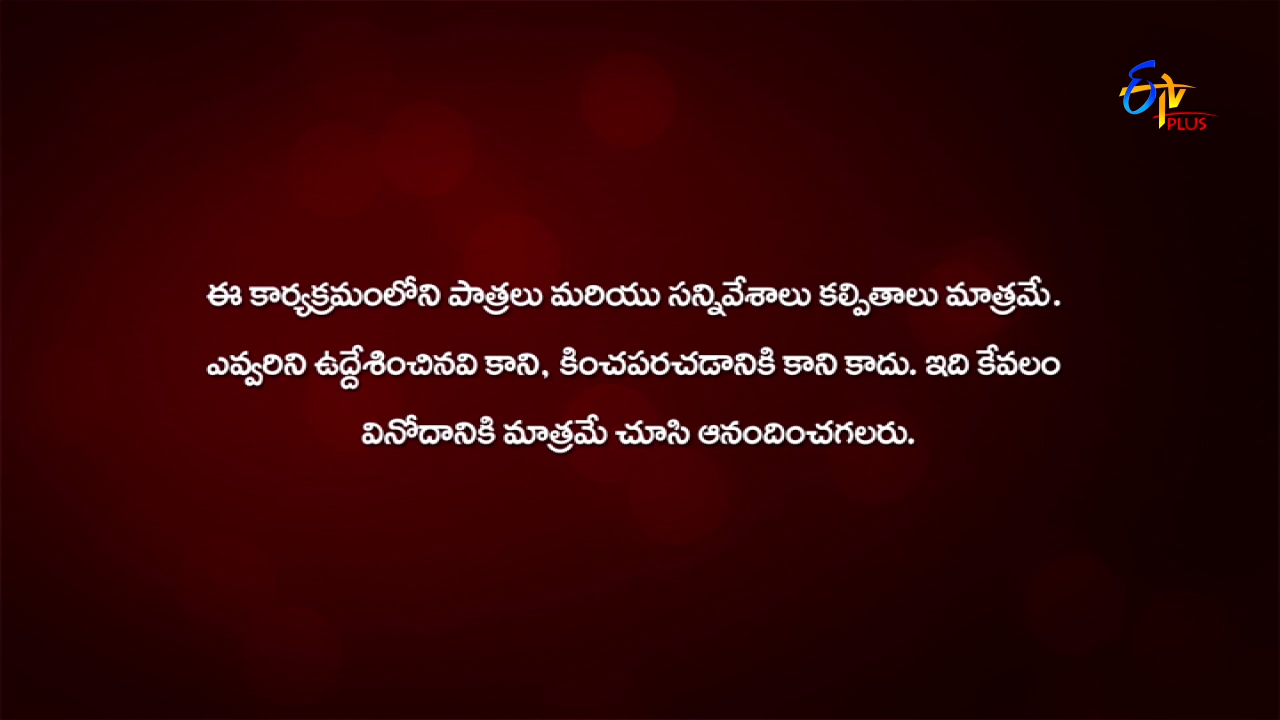 ETV
PLUS
ఈ కార్యక్రమంలోని పాత్రలు మరియు సన్నివేశాలు కల్పితాలు మాత్రమే.
ఎవ్వరిని ఉద్దేశించినవి కాని, కించపరచడానికి కాని కాదు. ఇది కేవలం
వినోదానికి మాత్రమే చూసి ఆనందించగలరు.